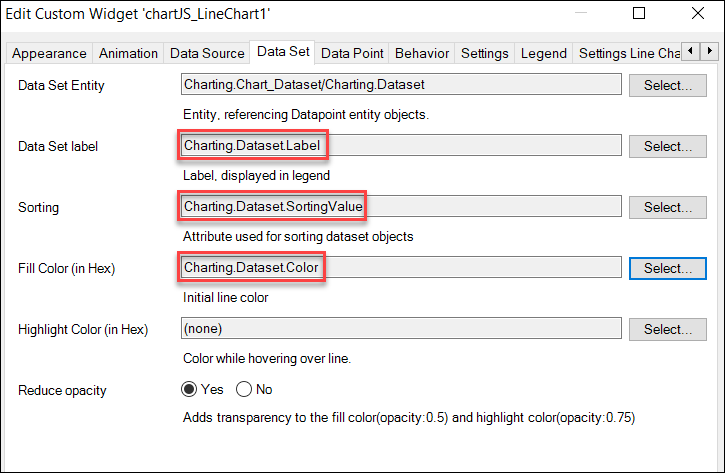 Edit Custom Widget 'chartJS_LineChart1'
Appearance Animation Data Source Data Set Data Point Behavior Settings Legend Settings Line Cha
Data Set Entity Charting.Chart_Dataset/Charting.Dataset Select...
Entity, referencing Datapoint entity objects.
Data Set label Charting.Dataset.Label Select...
Label, displayed in legend
Sorting Charting.Dataset.SortingValue Select...
Attribute used for sorting dataset objects
Fill Color (in Hex) Charting.Dataset.Color Select...
Initial line color
Highlight Color (in Hex) (none) Select...
Color while hovering over line.
Reduce opacity Yes No
Adds transparency to the fill color(opacity:0.5) and highlight color(opacity:0.75)